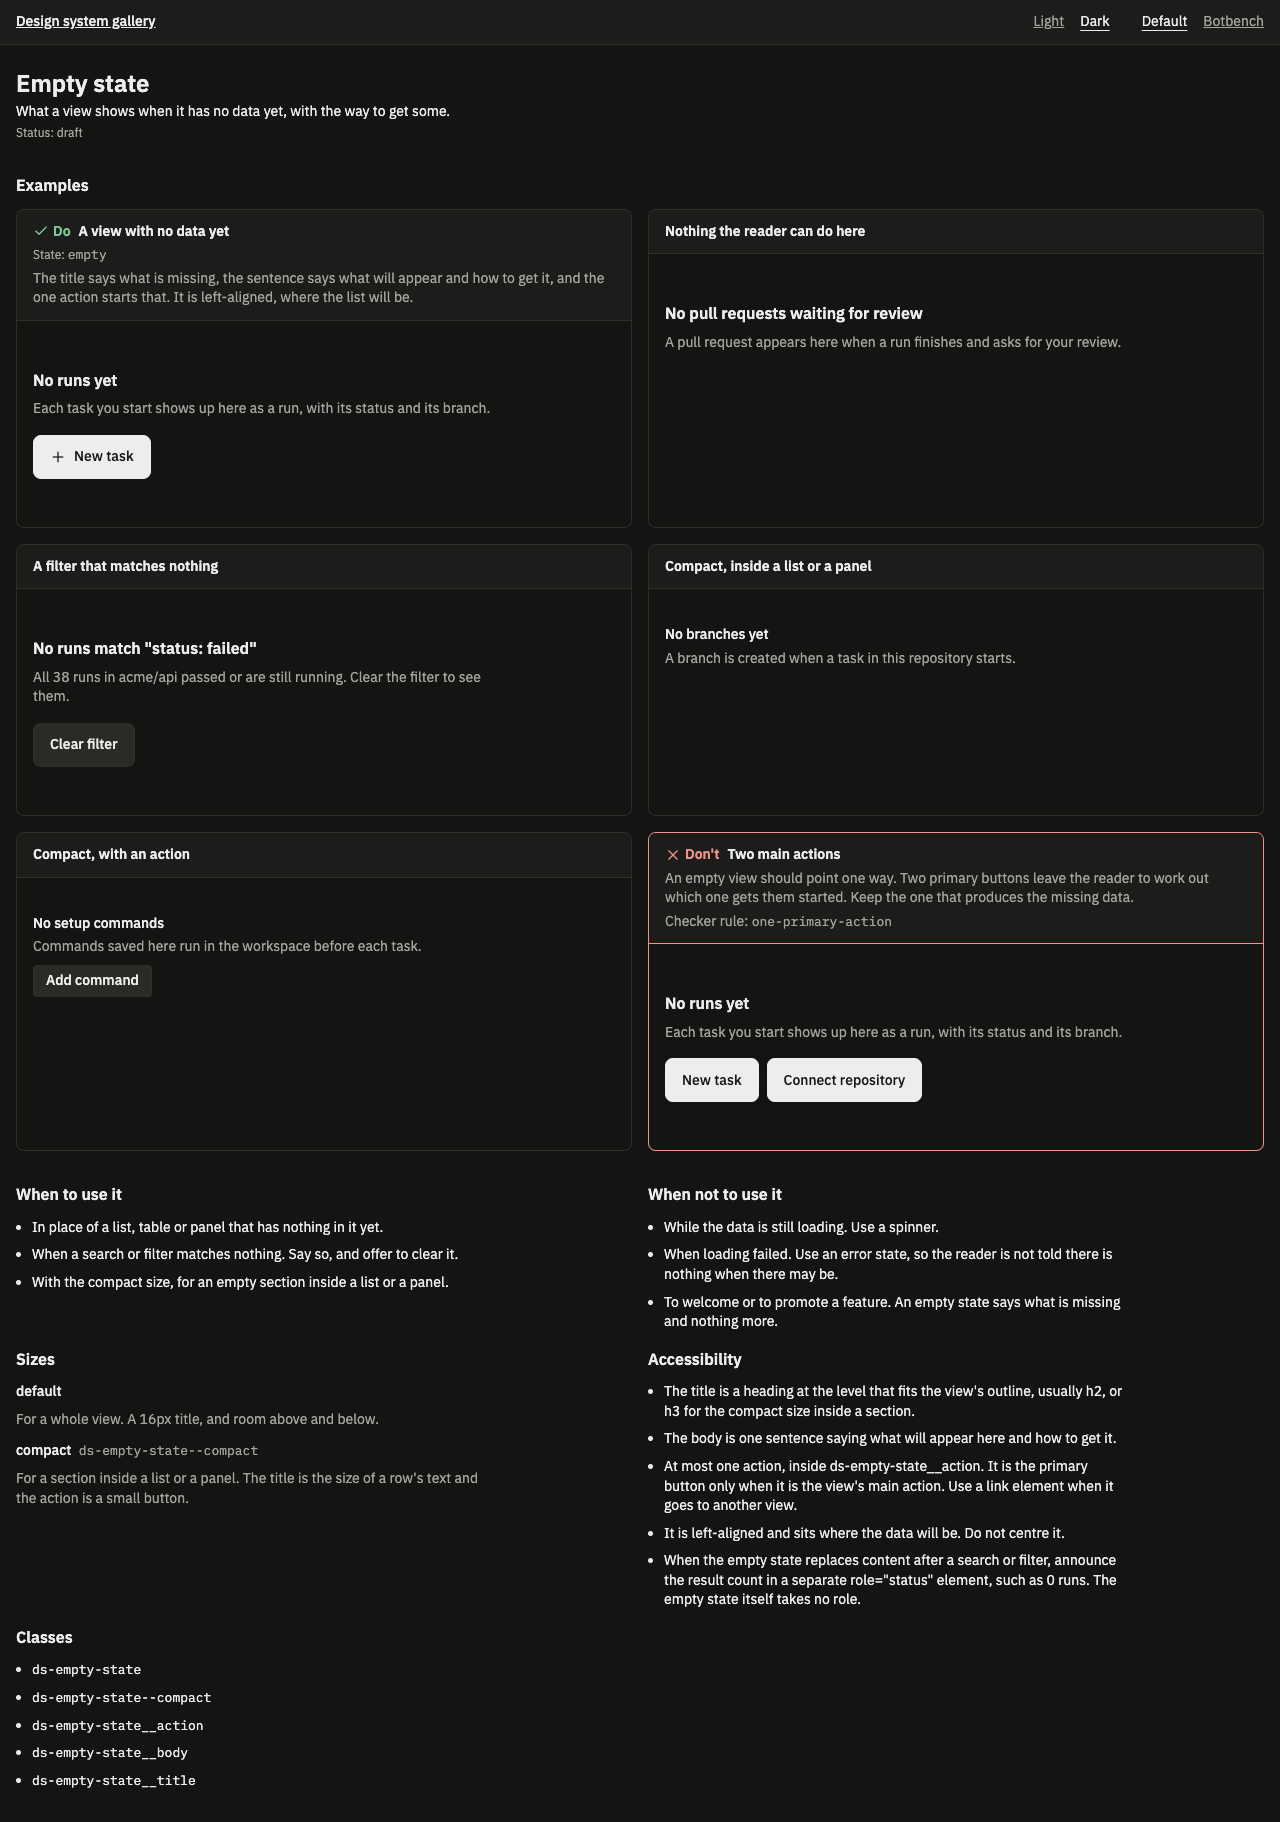 Design system gallery
Light Dark Default Botbench
Empty state
What a view shows when it has no data yet, with the way to get some.
Status: draft
Examples
Do A view with no data yet
State: empty
The title says what is missing, the sentence says what will appear and how to get it, and the
one action starts that. It is left-aligned, where the list will be.
No runs yet
Each task you start shows up here as a run, with its status and its branch.
New task
Nothing the reader can do here
No pull requests waiting for review
A pull request appears here when a run finishes and asks for your review.
A filter that matches nothing
No runs match "status: failed"
All 38 runs in acme/api passed or are still running. Clear the filter to see
them.
Clear filter
Compact, inside a list or a panel
No branches yet
A branch is created when a task in this repository starts.
Compact, with an action
No setup commands
Commands saved here run in the workspace before each task.
Add command
Don't Two main actions
An empty view should point one way. Two primary buttons leave the reader to work out
which one gets them started. Keep the one that produces the missing data.
Checker rule: one-primary-action
No runs yet
Each task you start shows up here as a run, with its status and its branch.
New task Connect repository
When to use it
In place of a list, table or panel that has nothing in it yet.
When a search or filter matches nothing. Say so, and offer to clear it.
With the compact size, for an empty section inside a list or a panel.
When not to use it
While the data is still loading. Use a spinner.
When loading failed. Use an error state, so the reader is not told there is
nothing when there may be.
To welcome or to promote a feature. An empty state says what is missing
and nothing more.
Sizes
default
For a whole view. A 16px title, and room above and below.
compact ds-empty-state--compact
For a section inside a list or a panel. The title is the size of a row's text and
the action is a small button.
Accessibility
The title is a heading at the level that fits the view's outline, usually h2, or
h3 for the compact size inside a section.
The body is one sentence saying what will appear here and how to get it.
At most one action, inside ds-empty-state__action. It is the primary
button only when it is the view's main action. Use a link element when it
goes to another view.
It is left-aligned and sits where the data will be. Do not centre it.
When the empty state replaces content after a search or filter, announce
the result count in a separate role="status" element, such as 0 runs. The
empty state itself takes no role.
Classes
ds-empty-state
ds-empty-state--compact
ds-empty-state__action
ds-empty-state__body
ds-empty-state__title